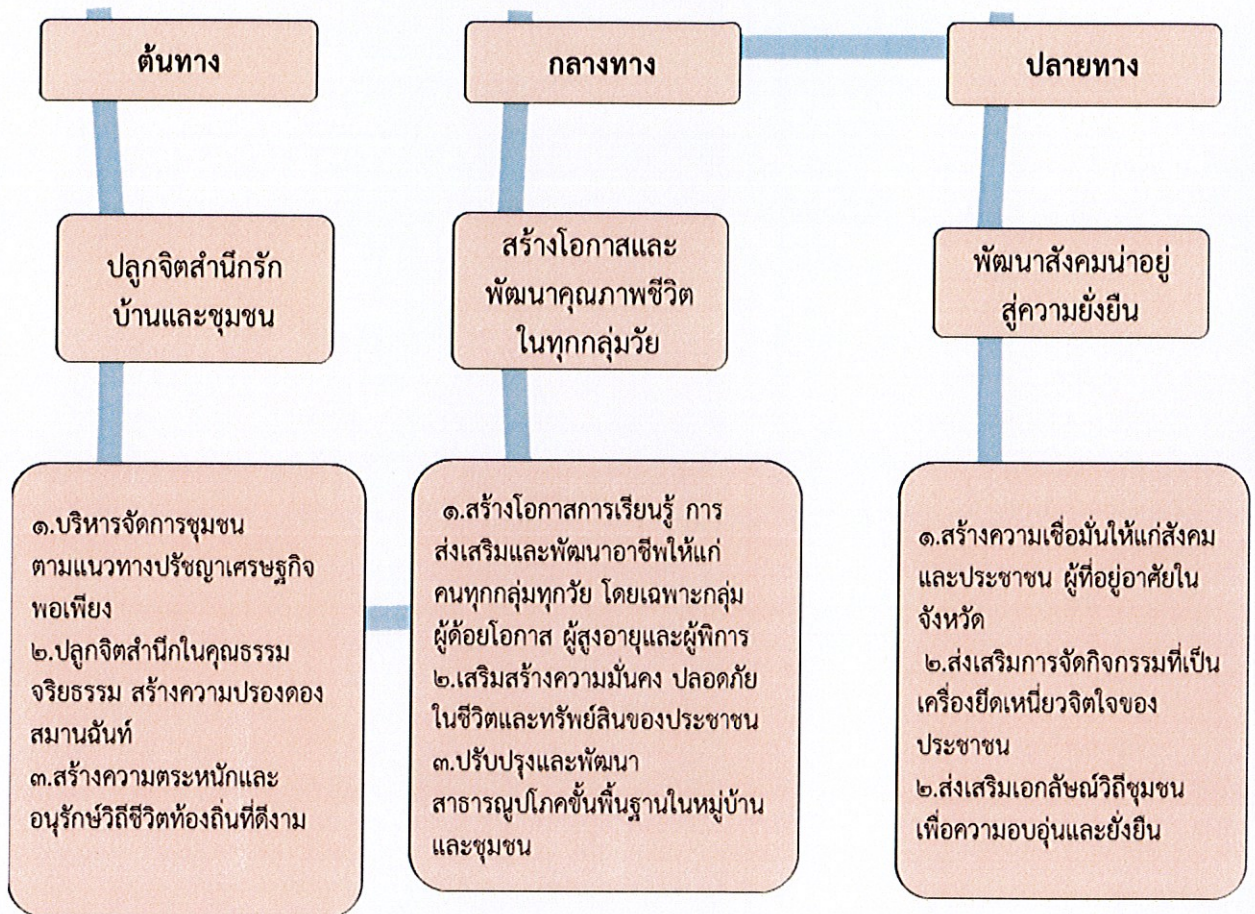 ต้นทาง
ปลูกจิตสำนึกรัก
บ้านและชุมชน
๑.บริหารจัดการชุมชน
ตามแนวทางปรัชญาเศรษฐกิจ
พอเพียง
๒.ปลูกจิตสำนึกในคุณธรรม
จริยธรรม สร้างความปรองดอง
สมานฉันท์
๓.สร้างความตระหนักและ
อนุรักษ์วิถีชีวิตท้องถิ่นที่ดีงาม
กลางทาง
สร้างโอกาสและ
พัฒนาคุณภาพชีวิต
ในทุกกลุ่มวัย
๑.สร้างโอกาสการเรียนรู้ การ
ส่งเสริมและพัฒนาอาชีพให้แก่
คนทุกกลุ่มทุกวัย โดยเฉพาะกลุ่ม
ผู้ด้อยโอกาส ผู้สูงอายุและผู้พิการ
๒.เสริมสร้างความมั่นคง ปลอดภัย
ในชีวิตและทรัพย์สินของประชาชน
๓.ปรับปรุงและพัฒนา
สาธารณูปโภคขั้นพื้นฐานในหมู่บ้าน
และชุมชน
ปลายทาง
พัฒนาสังคมน่าอยู่
สู่ความยั่งยืน
๑.สร้างความเชื่อมั่นให้แก่สังคม
และประชาชน ผู้ที่อยู่อาศัยใน
จังหวัด
๒.ส่งเสริมการจัดกิจกรรมที่เป็น
เครื่องยึดเหนี่ยวจิตใจของ
ประชาชน
๒.ส่งเสริมเอกลัษณ์วิถีชุมชน
เพื่อความอบอุ่นและยั่งยืน